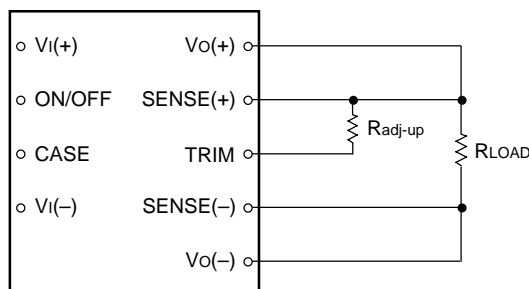 VI(+) VO(+)
ON/OFF SENSE(+)
Radj-up
CASE TRIM
RLOAD
VI(–) SENSE(–)
VO(–)